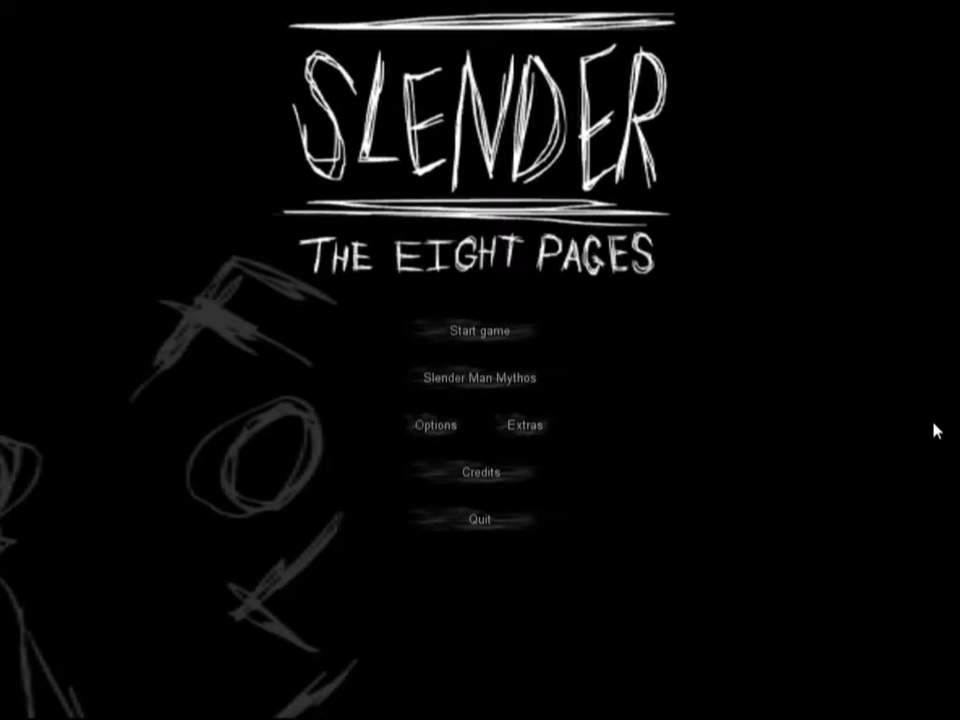 SLENDER
THE EIGHT PAGES
Start game
Slender Man Mythos
Options Extras
Credits
Quit